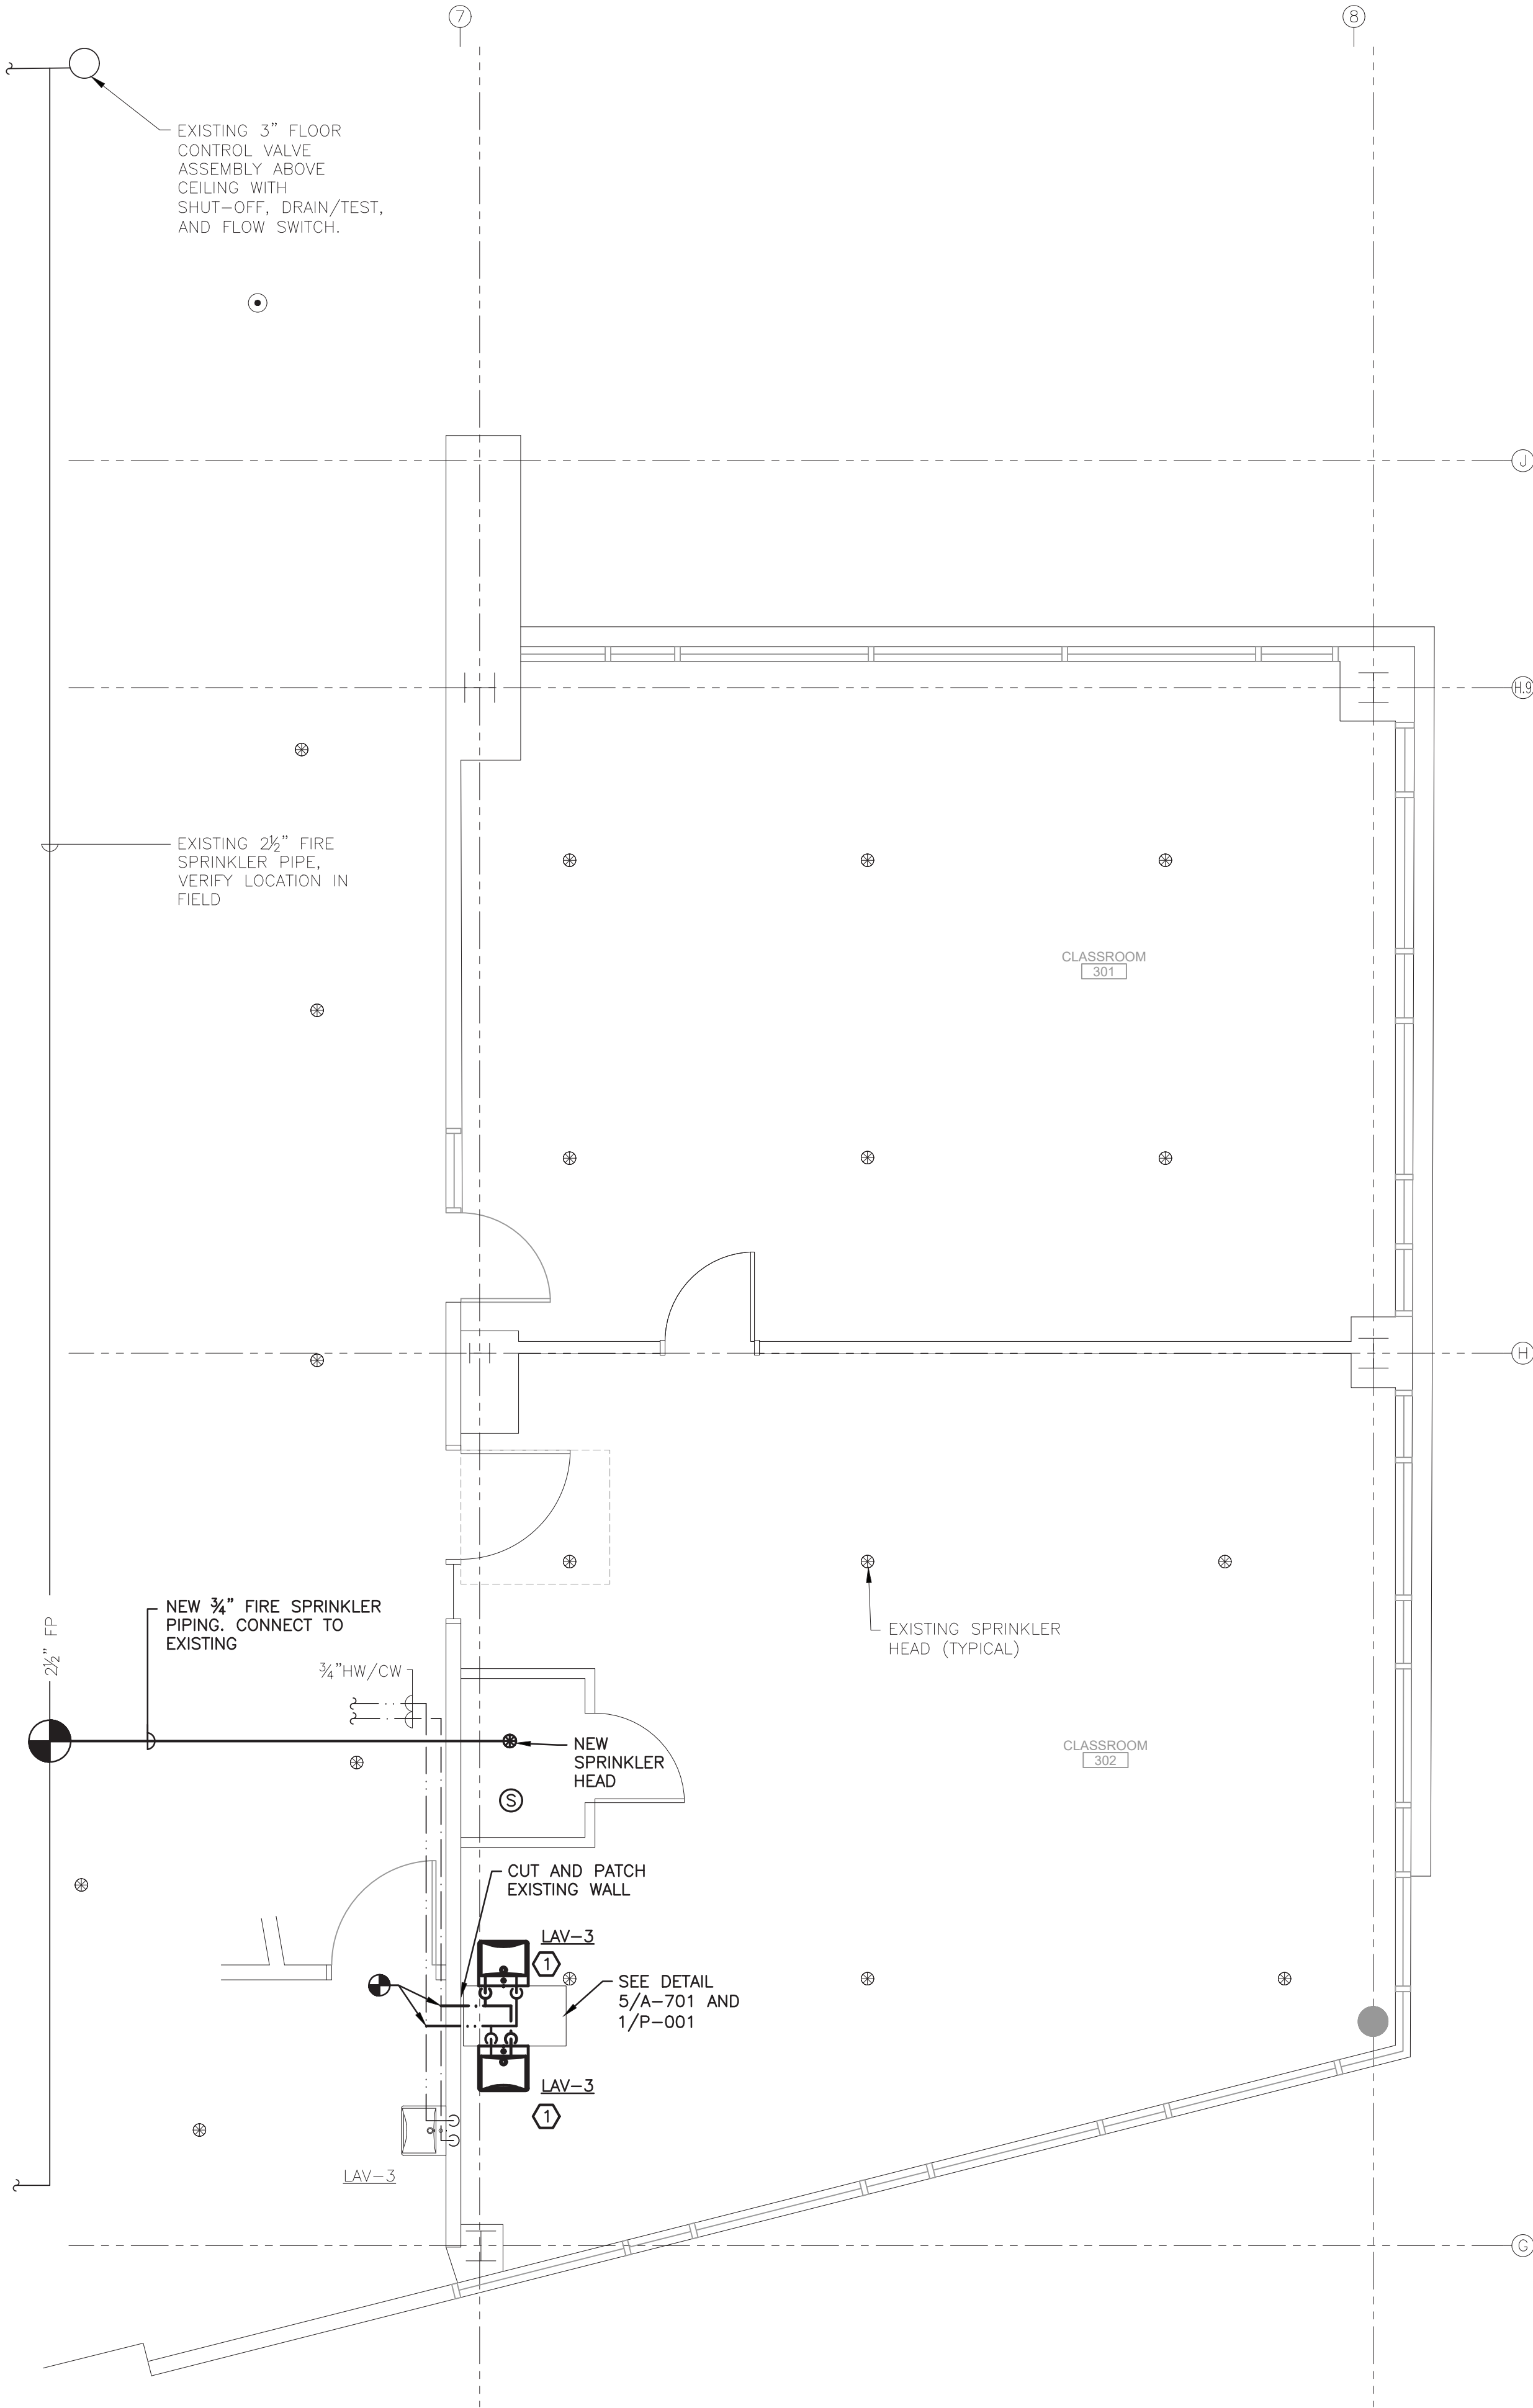 7
8
EXISTING 3" FLOOR
CONTROL VALVE
ASSEMBLY ABOVE
CEILING WITH
SHUT-OFF, DRAIN/TEST,
AND FLOW SWITCH.
J
H.9
EXISTING 2½" FIRE
SPRINKLER PIPE,
VERIFY LOCATION IN
FIELD
CLASSROOM
301
H
NEW ¾" FIRE SPRINKLER
PIPING. CONNECT TO
EXISTING
2½" FP
EXISTING SPRINKLER
HEAD (TYPICAL)
¾"HW/CW
NEW
SPRINKLER
HEAD
CLASSROOM
302
S
CUT AND PATCH
EXISTING WALL
LAV-3
1
SEE DETAIL
5/A-701 AND
1/P-001
LAV-3
1
LAV-3
G